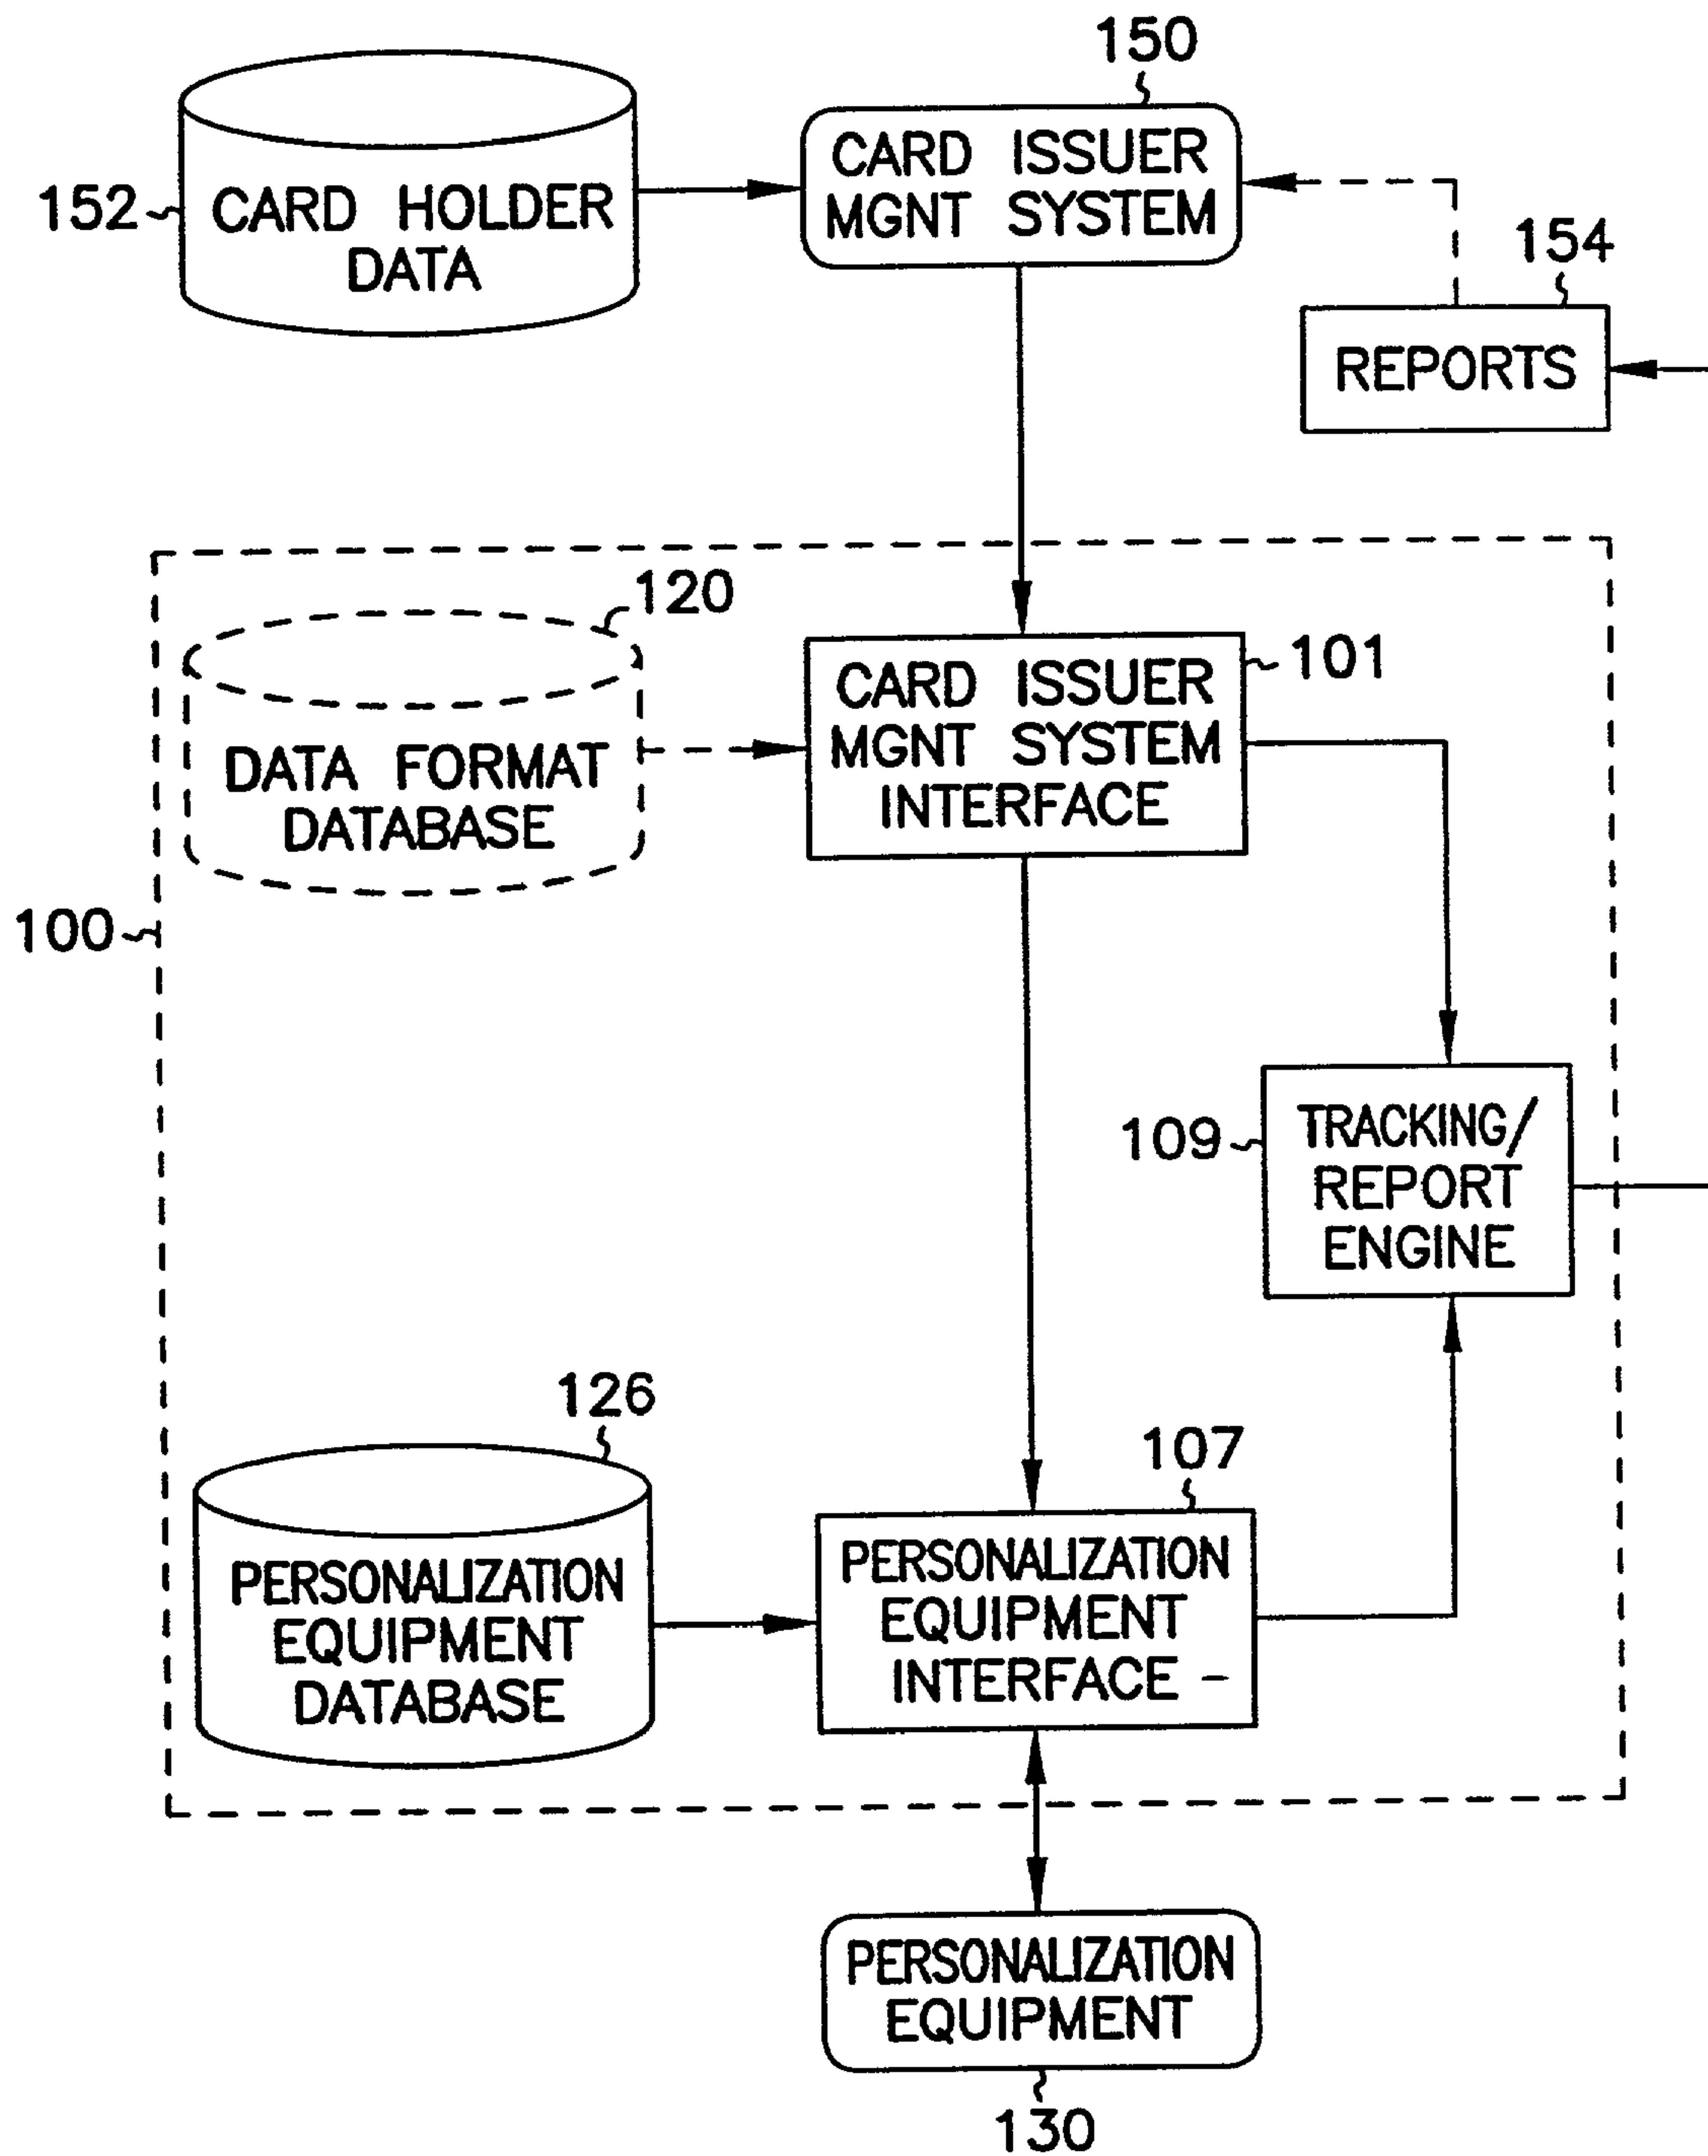 150
CARD ISSUER
MGNT SYSTEM
152
CARD HOLDER
DATA
154
REPORTS
120
DATA FORMAT
DATABASE
101
CARD ISSUER
MGNT SYSTEM
INTERFACE
100
109
TRACKING/
REPORT
ENGINE
126
PERSONALIZATION
EQUIPMENT
DATABASE
107
PERSONALIZATION
EQUIPMENT
INTERFACE -
PERSONALIZATION
EQUIPMENT
130